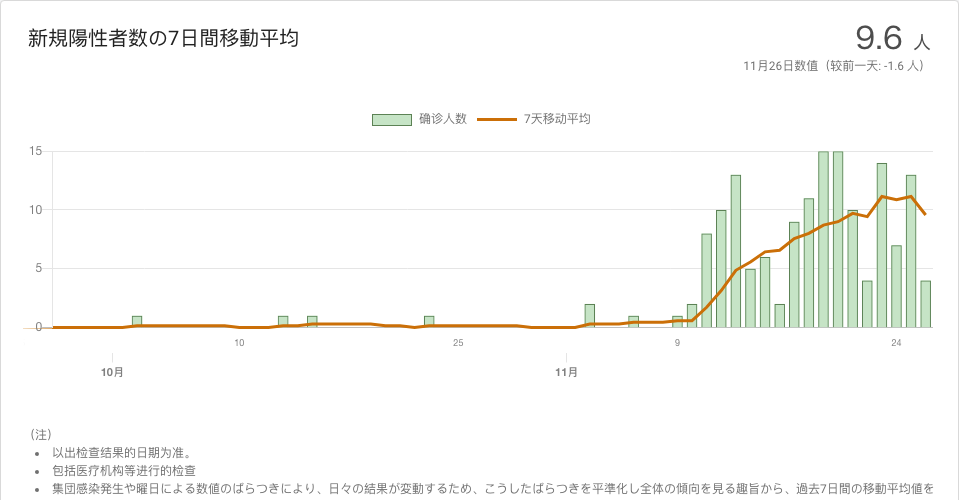 新規陽性者数の7日間移動平均
9.6 人
11月26日数值（较前一天: -1.6 人）
确诊人数 7天移动平均
15
10
5
0
10 25 9 24
10月 11月
（注）
以出检查结果的日期为准。
包括医疗机构等进行的检查
集団感染発生や曜日による数値のばらつきにより、日々の結果が変動するため、こうしたばらつきを平準化し全体の傾向を見る趣旨から、過去7日間の移動平均値を